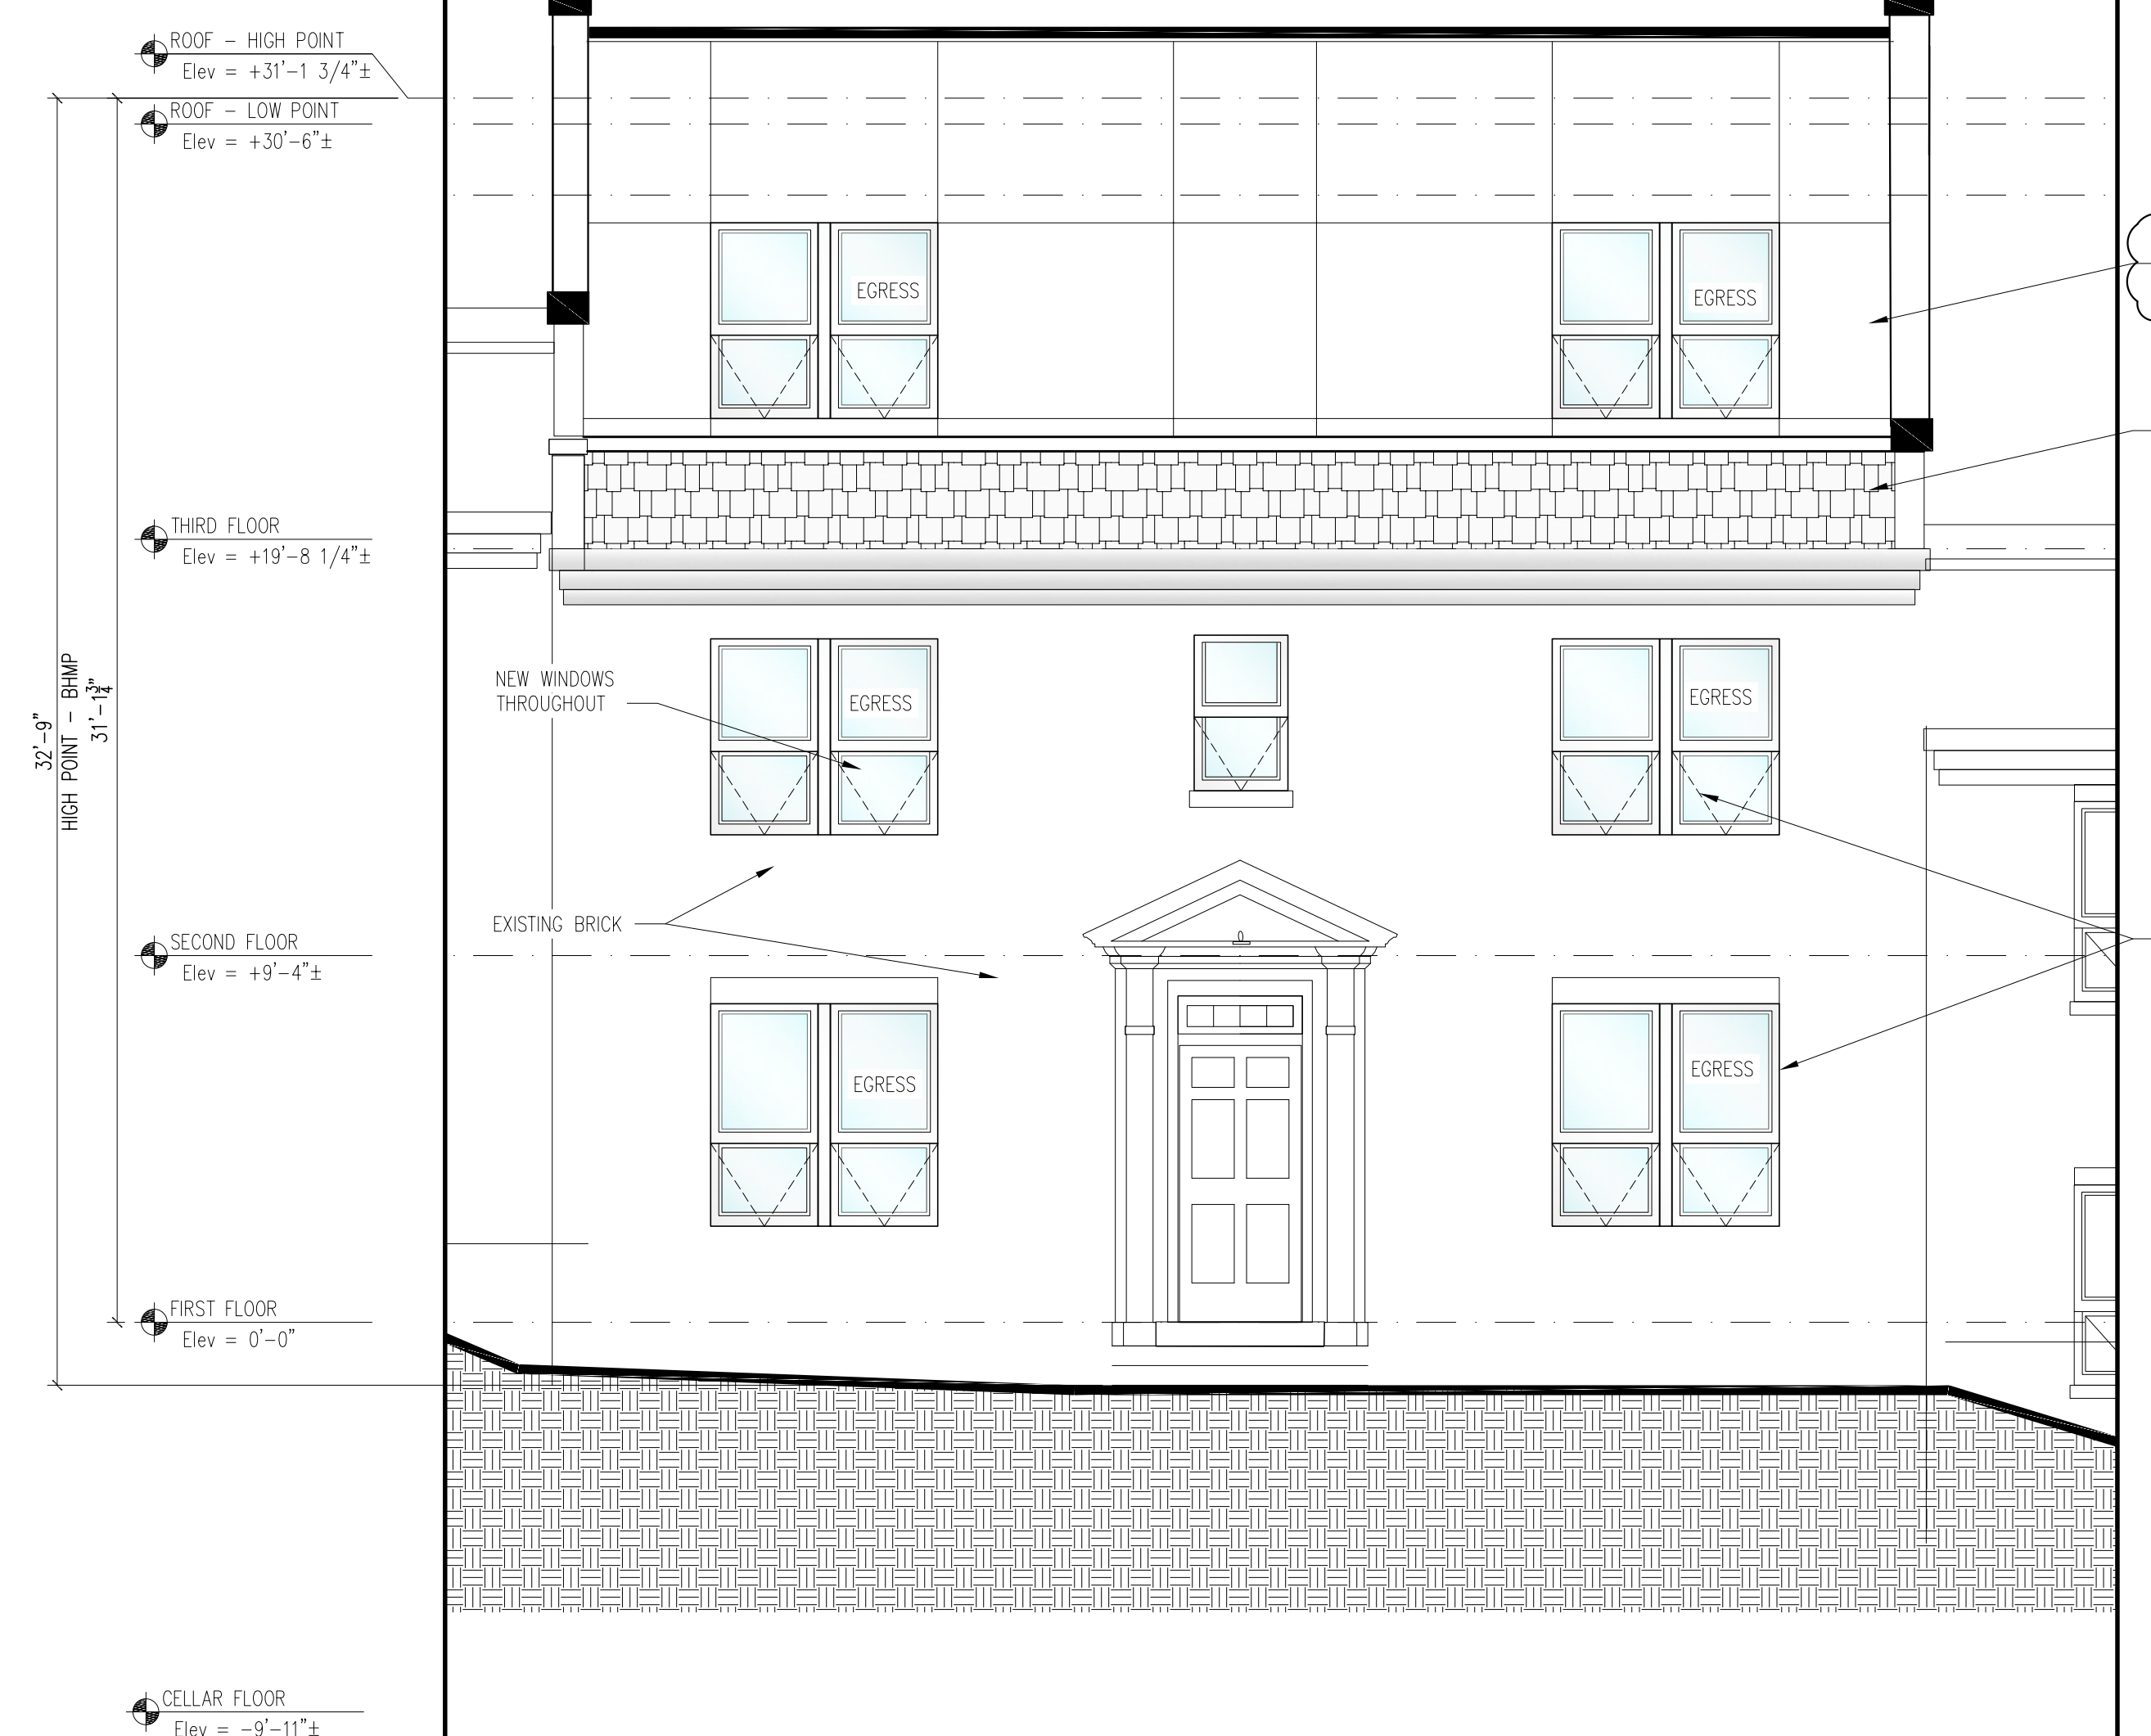 ROOF - HIGH POINT
Elev = +31'-1 3/4"±
ROOF - LOW POINT
Elev = +30'-6"±
EGRESS
EGRESS
THIRD FLOOR
Elev = +19'-8 1/4"±
NEW WINDOWS
THROUGHOUT
EGRESS
EGRESS
32'-9"
HIGH POINT - BHMP
31'-1 3/4"
EXISTING BRICK
SECOND FLOOR
Elev = +9'-4"±
EGRESS
EGRESS
FIRST FLOOR
Elev = 0'-0"
CELLAR FLOOR
Elev = -9'-11"±